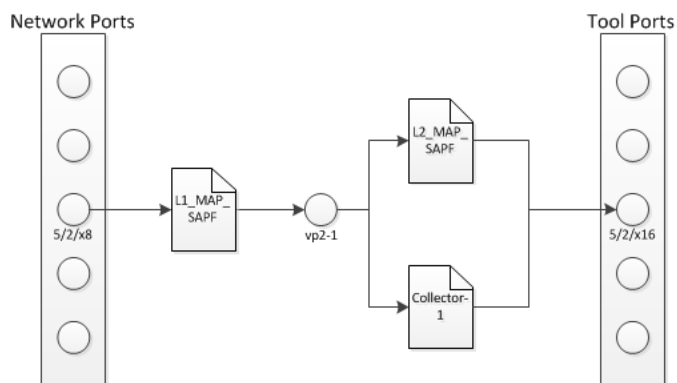 Network Ports
Tool Ports
L2_MAP_
SAPF
L1_MAP_
SAPF
5/2/x8
vp2-1
5/2/x16
Collector-
1